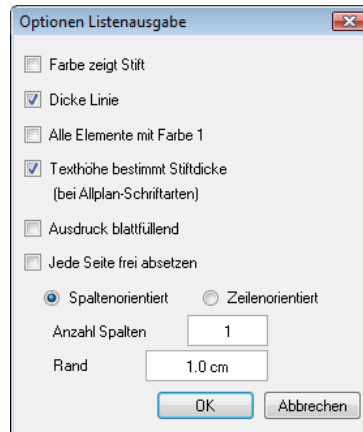 Optionen Listenausgabe
Farbe zeigt Stift
Dicke Linie
Alle Elemente mit Farbe 1
Texthöhe bestimmt Stiftdicke
(bei Allplan-Schriftarten)
Ausdruck blattfüllend
Jede Seite frei absetzen
Spaltenorientiert Zeilenorientiert
Anzahl Spalten 1
Rand 1.0 cm
OK Abbrechen